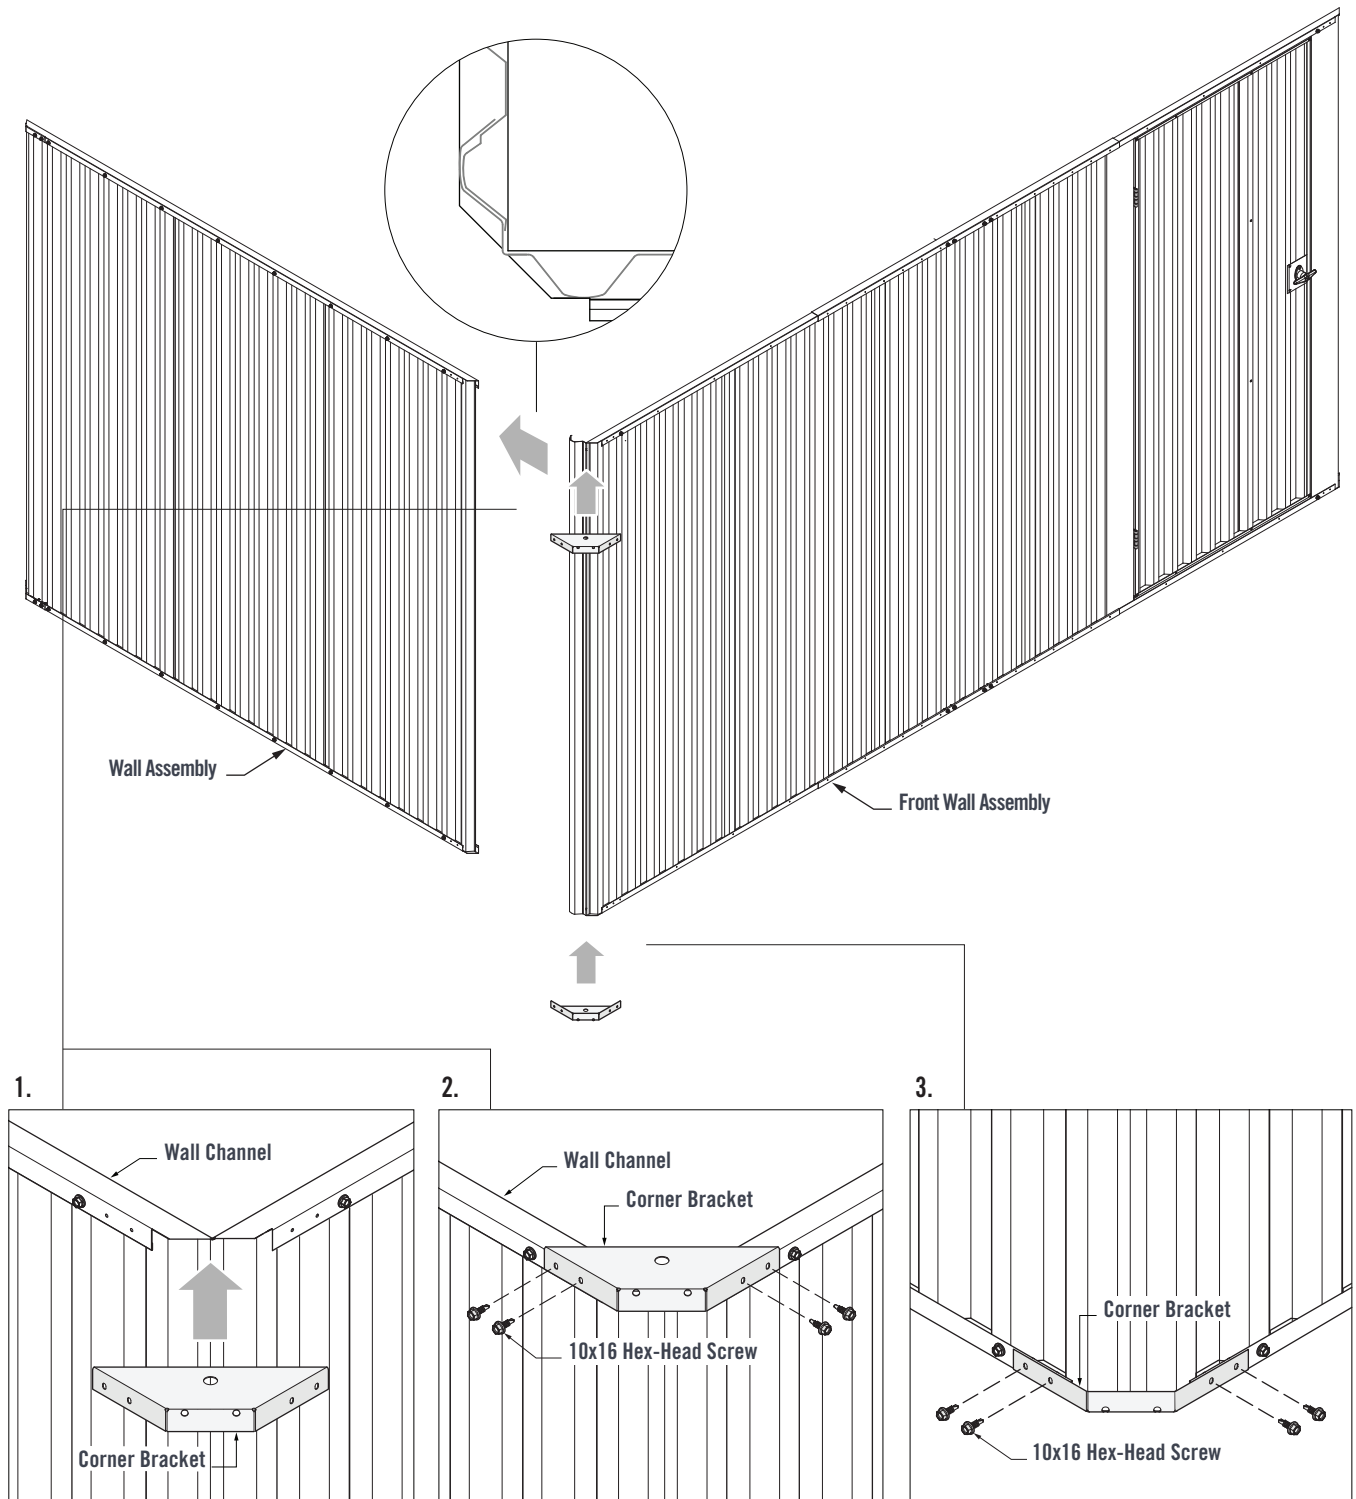 Wall Assembly
Front Wall Assembly
1.
2.
3.
Wall Channel
Corner Bracket
Wall Channel
Corner Bracket
10x16 Hex-Head Screw
Corner Bracket
10x16 Hex-Head Screw